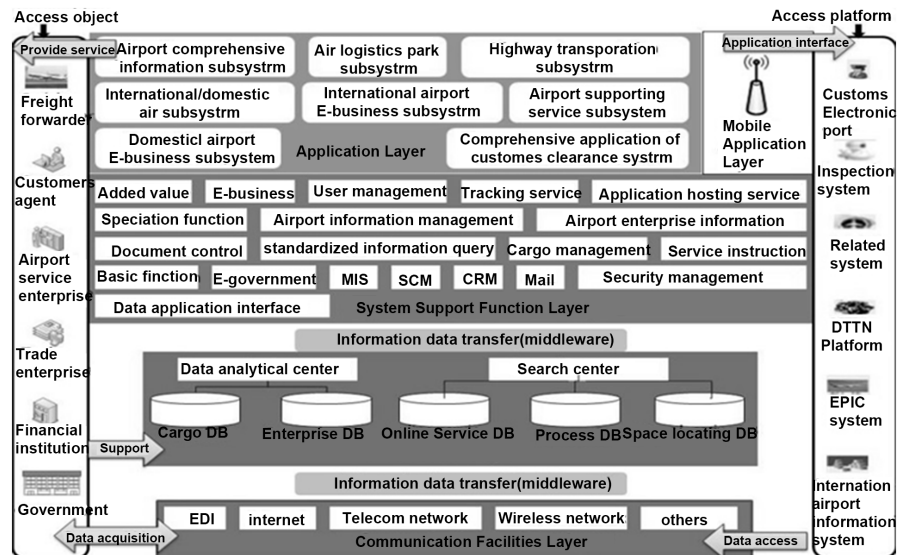 Access object
Access platform
Provide service
Application interface
Airport comprehensive
information subsystrm
Air logistics park
subsystrm
Highway transporation
subsystrm
International/domestic
air subsystrm
International airport
E-business subsystrm
Airport supporting
service subsystem
Domesticl airport
E-business subsystem
Application Layer
Comprehensive application of
customes clearance systrm
Mobile
Application
Layer
Freight
forwarder
Customers
agent
Airport
service
enterprise
Trade
enterprise
Financial
institution
Government
Customs
Electronic
port
Inspection
system
Related
system
DTTN
Platform
EPIC
system
Internation
airport
information
system
Added value
E-business
User management
Tracking service
Application hosting service
Speciation function
Airport information management
Airport enterprise information
Document control
standardized information query
Cargo management
Service instruction
Basic finction
E-government
MIS
SCM
CRM
Mail
Security management
Data application interface
System Support Function Layer
Information data transfer(middleware)
Data analytical center
Search center
Cargo DB
Enterprise DB
Online Service DB
Process DB
Space locating DB
Support
Information data transfer(middleware)
EDI
internet
Telecom network
Wireless network
others
Data acquisition
Communication Facilities Layer
Data access